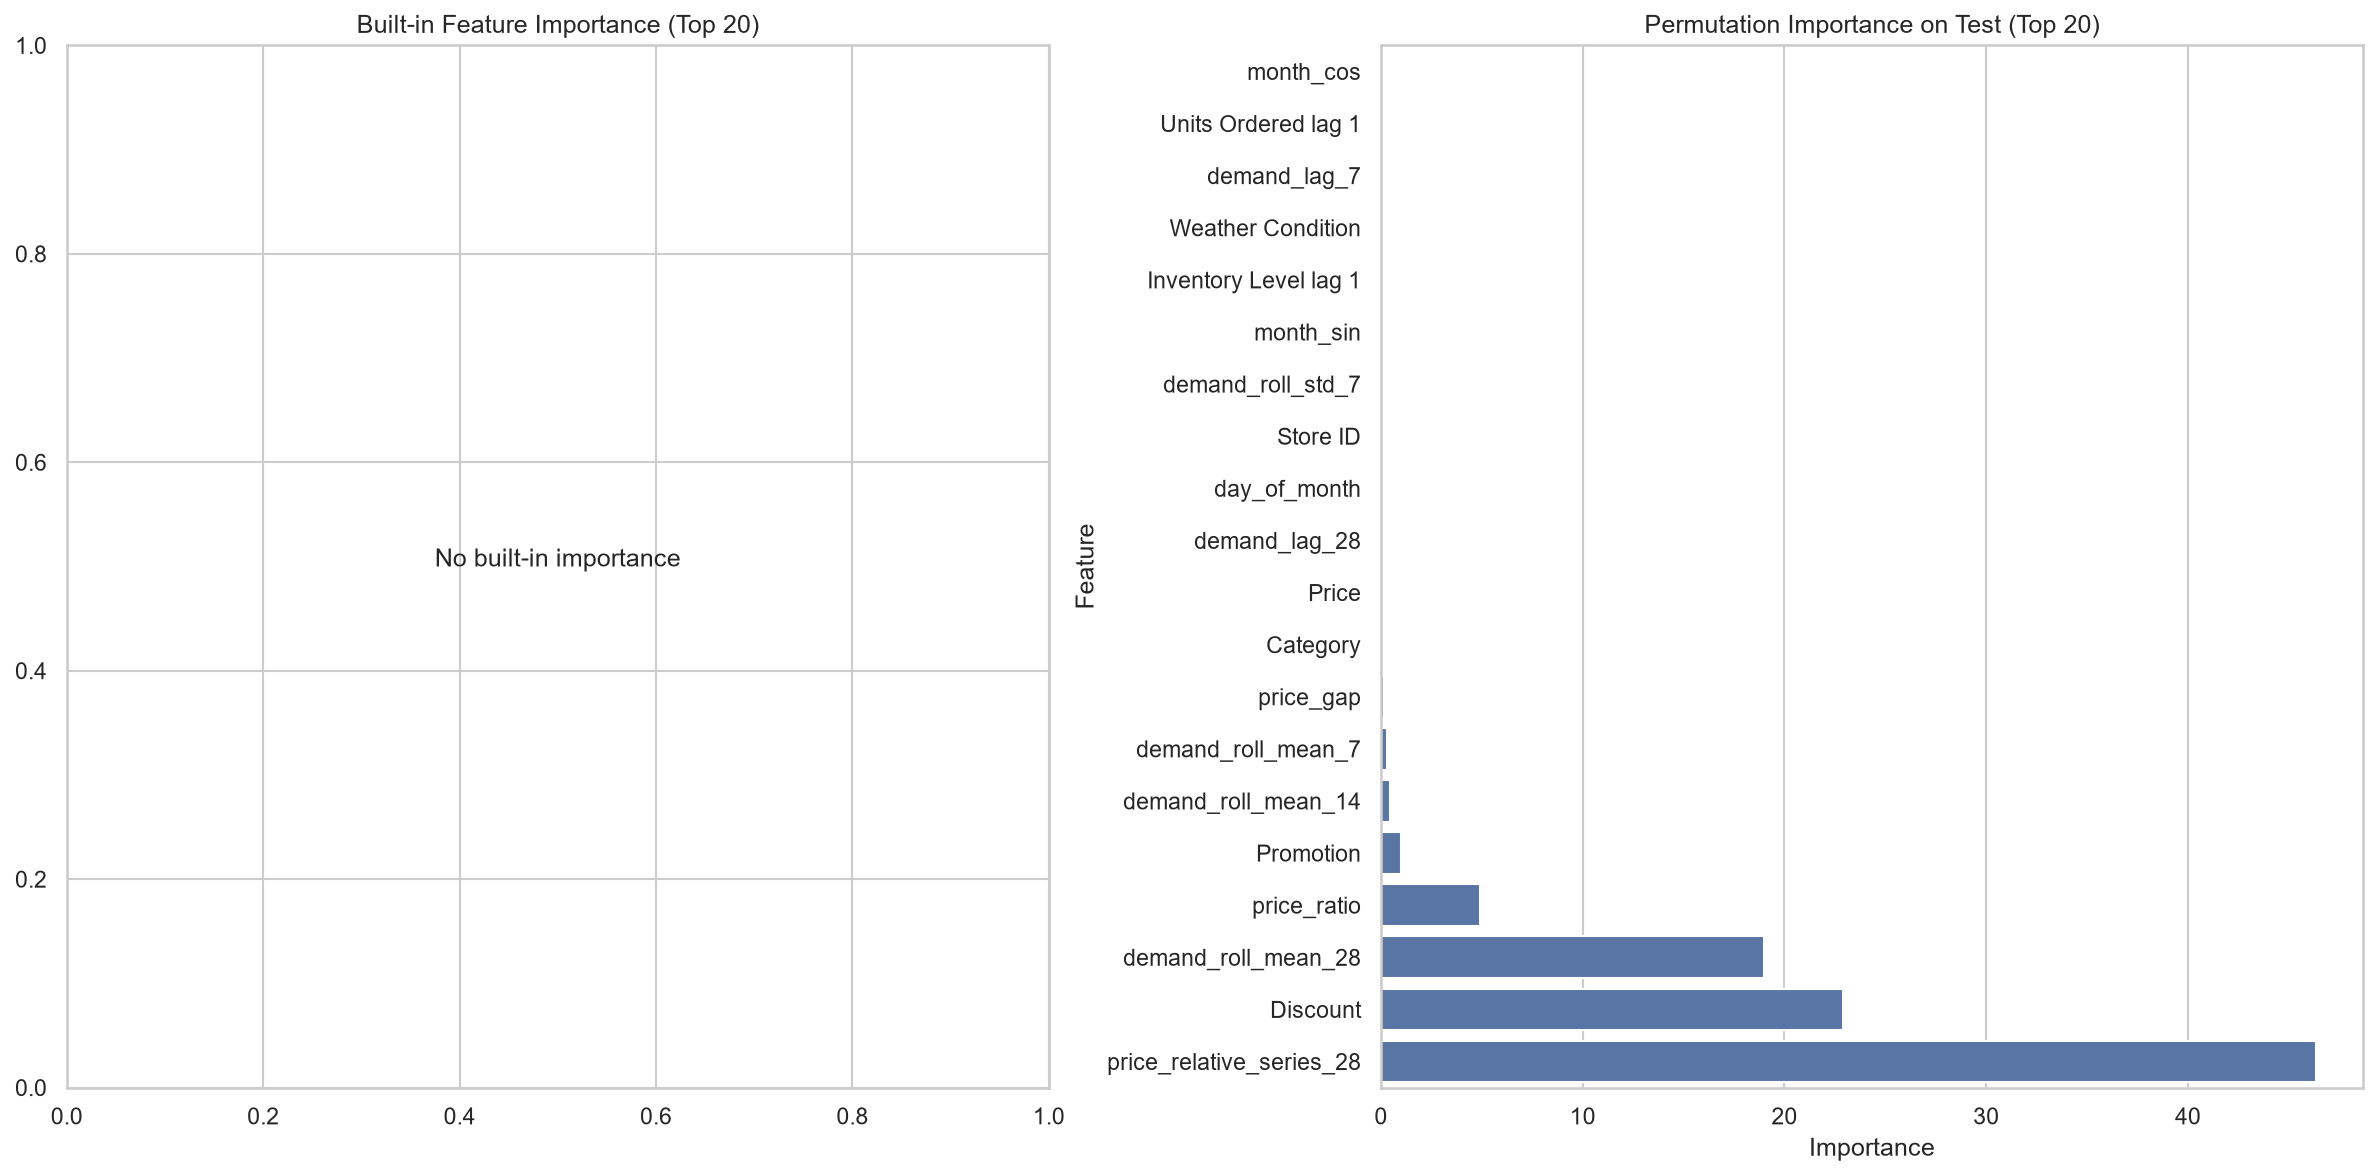 Built-in Feature Importance (Top 20)
1.0
0.8
0.6
0.4
0.2
0.0
No built-in importance
0.0 0.2 0.4 0.6 0.8 1.0
Permutation Importance on Test (Top 20)
Feature
month_cos
Units Ordered lag 1
demand_lag_7
Weather Condition
Inventory Level lag 1
month_sin
demand_roll_std_7
Store ID
day_of_month
demand_lag_28
Price
Category
price_gap
demand_roll_mean_7
demand_roll_mean_14
Promotion
price_ratio
demand_roll_mean_28
Discount
price_relative_series_28
0 10 20 30 40
Importance